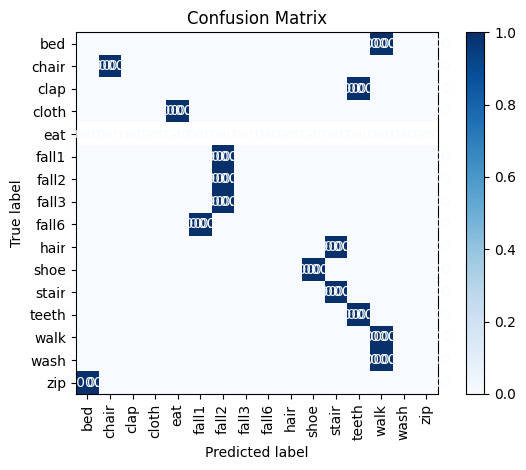 Confusion Matrix
bed
chair
clap
cloth
eat
fall1
fall2
fall3
fall6
hair
shoe
stair
teeth
walk
wash
zip
True label
bed
chair
clap
cloth
eat
fall1
fall2
fall3
fall6
hair
shoe
stair
teeth
walk
wash
zip
Predicted label
1.0
0.8
0.6
0.4
0.2
0.0